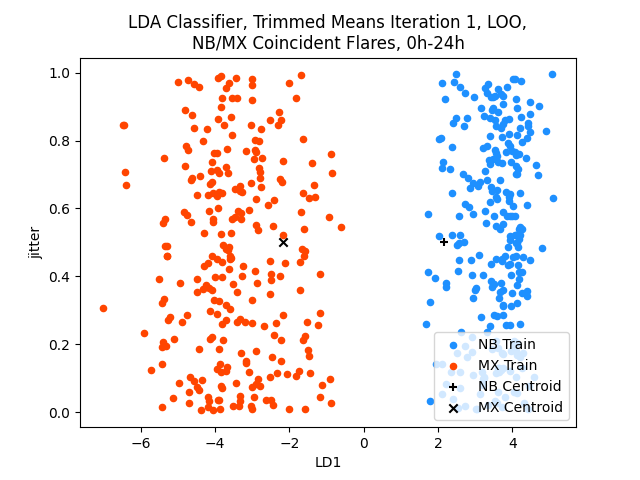 LDA Classifier, Trimmed Means Iteration 1, LOO,
NB/MX Coincident Flares, 0h-24h
1.0
0.8
0.6
0.4
0.2
0.0
jitter
−6
−4
−2
0
2
4
LD1
NB Train
MX Train
NB Centroid
MX Centroid